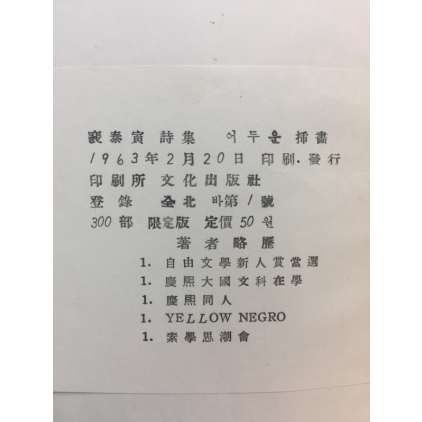 裵泰寅 詩集 어두운 揷畵
1963年2月20日 印刷·發行
印刷所 文化出版社
登錄 全北 바第1號
300部 限定版 定價50원
著者略歷
1. 自由文學新人賞當選
1. 慶熙大國文科在學
1. 慶熙同人
1. YELLOW NEGRO
1. 素學思潮會